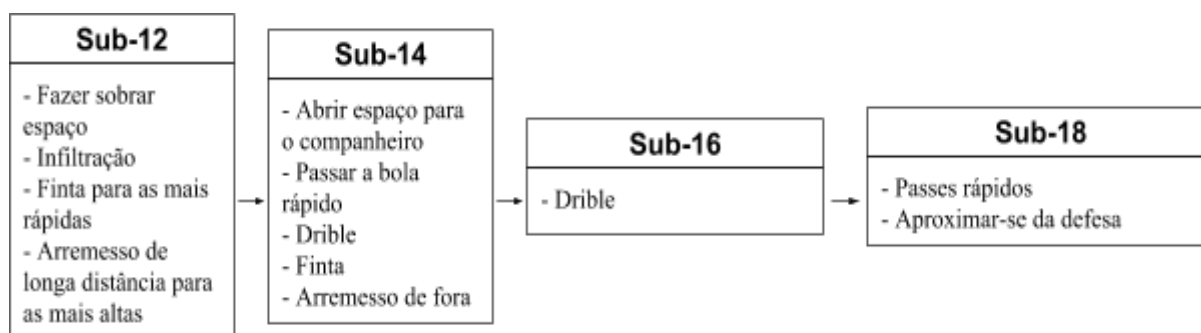 Sub-12
- Fazer sobrar
espaço
- Infiltração
- Finta para as mais
rápidas
- Arremesso de
longa distância para
as mais altas
Sub-14
- Abrir espaço para
o companheiro
- Passar a bola
rápido
- Drible
- Finta
- Arremesso de fora
Sub-16
- Drible
Sub-18
- Passes rápidos
- Aproximar-se da defesa